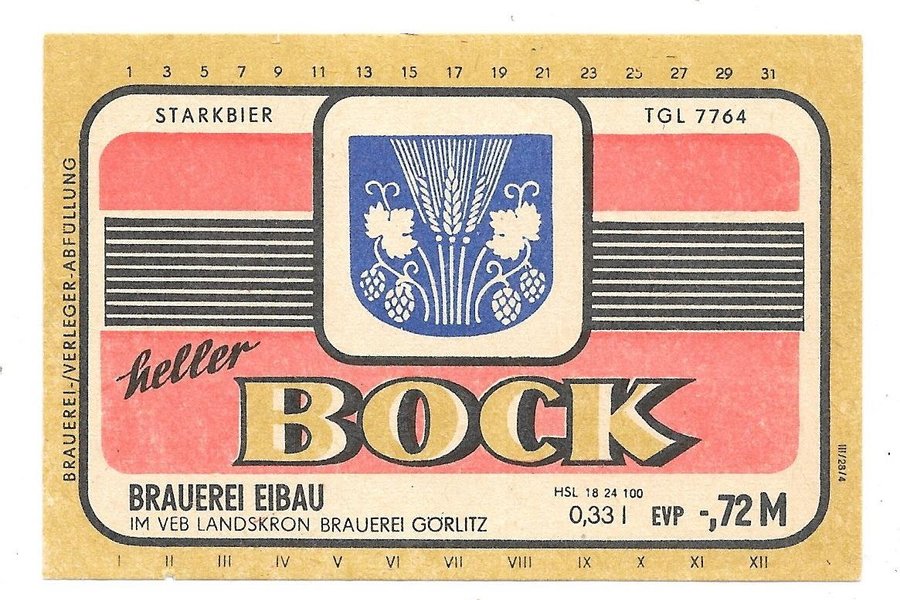 1 3 5 7 9 11 13 15 17 19 21 23 25 27 29 31
STARKBIER
TGL 7764
BRAUEREI-/VERLEGER-ABFÜLLUNG
heller
BOCK
III/28/4
BRAUEREI EIBAU
IM VEB LANDSKRON BRAUEREI GÖRLITZ
HSL 18 24 100
0,33 l EVP -,72 M
I II III IV V VI VII VIII IX X XI XII